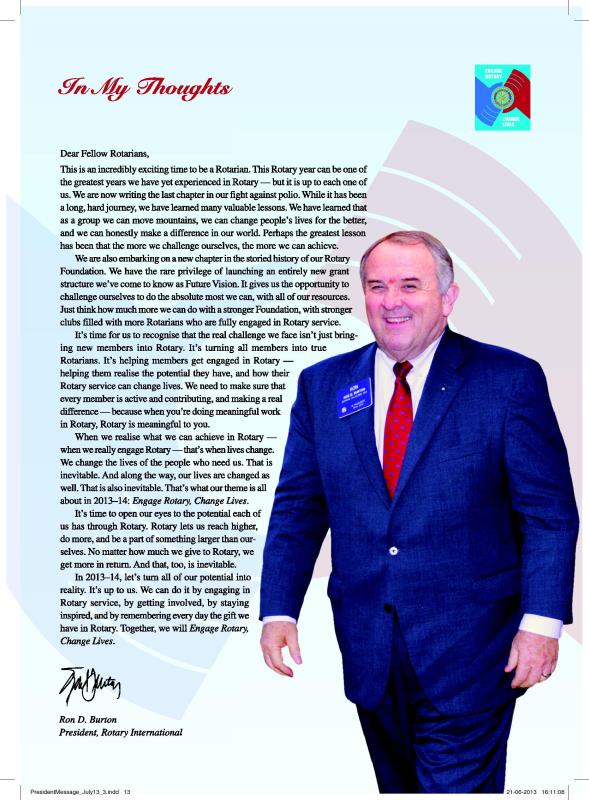 In My Thoughts
ENGAGE
ROTARY
CHANGE
LIVES
Dear Fellow Rotarians,
This is an incredibly exciting time to be a Rotarian. This Rotary year can be one of
the greatest years we have yet experienced in Rotary — but it is up to each one of
us. We are now writing the last chapter in our fight against polio. While it has been
a long, hard journey, we have learned many valuable lessons. We have learned that
as a group we can move mountains, we can change people's lives for the better,
and we can honestly make a difference in our world. Perhaps the greatest lesson
has been that the more we challenge ourselves, the more we can achieve.
We are also embarking on a new chapter in the storied history of our Rotary
Foundation. We have the rare privilege of launching an entirely new grant
structure we've come to know as Future Vision. It gives us the opportunity to
challenge ourselves to do the absolute most we can, with all of our resources.
Just think how much more we can do with a stronger Foundation, with stronger
clubs filled with more Rotarians who are fully engaged in Rotary service.
It's time for us to recognise that the real challenge we face isn't just bring-
ing new members into Rotary. It's turning all members into true
Rotarians. It's helping members get engaged in Rotary —
helping them realise the potential they have, and how their
Rotary service can change lives. We need to make sure that
every member is active and contributing, and making a real
difference — because when you're doing meaningful work
in Rotary, Rotary is meaningful to you.
When we realise what we can achieve in Rotary —
when we really engage Rotary — that's when lives change.
We change the lives of the people who need us. That is
inevitable. And along the way, our lives are changed as
well. That is also inevitable. That's what our theme is all
about in 2013–14: Engage Rotary, Change Lives.
It's time to open our eyes to the potential each of
us has through Rotary. Rotary lets us reach higher,
do more, and be a part of something larger than our-
selves. No matter how much we give to Rotary, we
get more in return. And that, too, is inevitable.
In 2013–14, let's turn all of our potential into
reality. It's up to us. We can do it by engaging in
Rotary service, by getting involved, by staying
inspired, and by remembering every day the gift we
have in Rotary. Together, we will Engage Rotary,
Change Lives.
Ron D. Burton
President, Rotary International
RON
RON D. BURTON
PresidentMessage_July13_3.indd 13
21-06-2013 16:11:08